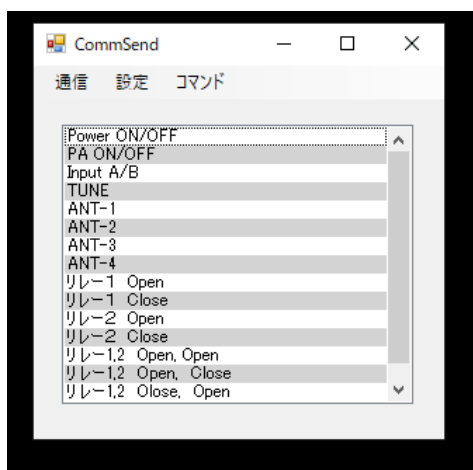 CommSend
通信 設定 コマンド
Power ON/OFF
PA ON/OFF
Input A/B
TUNE
ANT-1
ANT-2
ANT-3
ANT-4
リレー1 Open
リレー1 Close
リレー2 Open
リレー2 Close
リレー1,2 Open, Open
リレー1,2 Open, Close
リレー1,2 Olose, Open